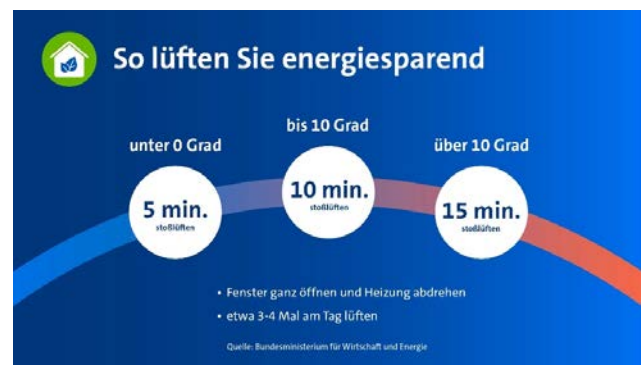 So lüften Sie energiesparend
unter 0 Grad
bis 10 Grad
über 10 Grad
5 min.
stoßlüften
10 min.
stoßlüften
15 min.
stoßlüften
• Fenster ganz öffnen und Heizung abdrehen
• etwa 3-4 Mal am Tag lüften
Quelle: Bundesministerium für Wirtschaft und Energie